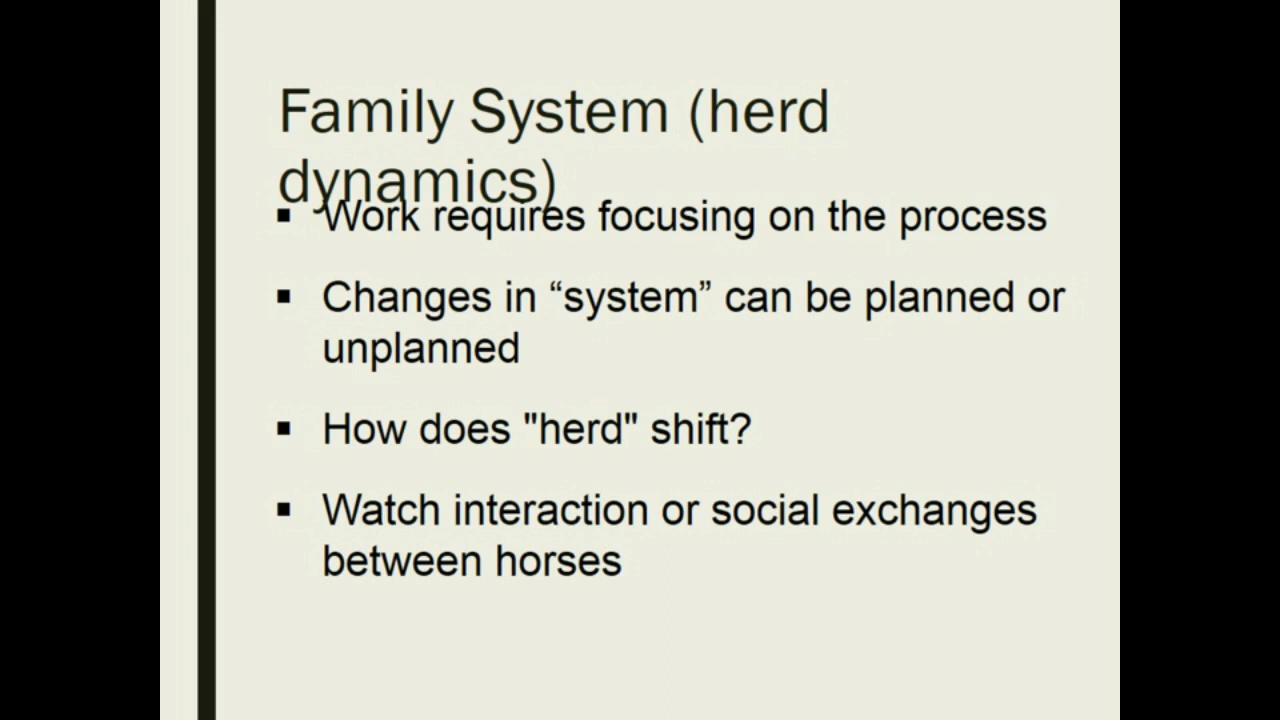 Family System (herd
dynamics)
▪ Work requires focusing on the process
▪ Changes in “system” can be planned or
unplanned
▪ How does "herd" shift?
▪ Watch interaction or social exchanges
between horses